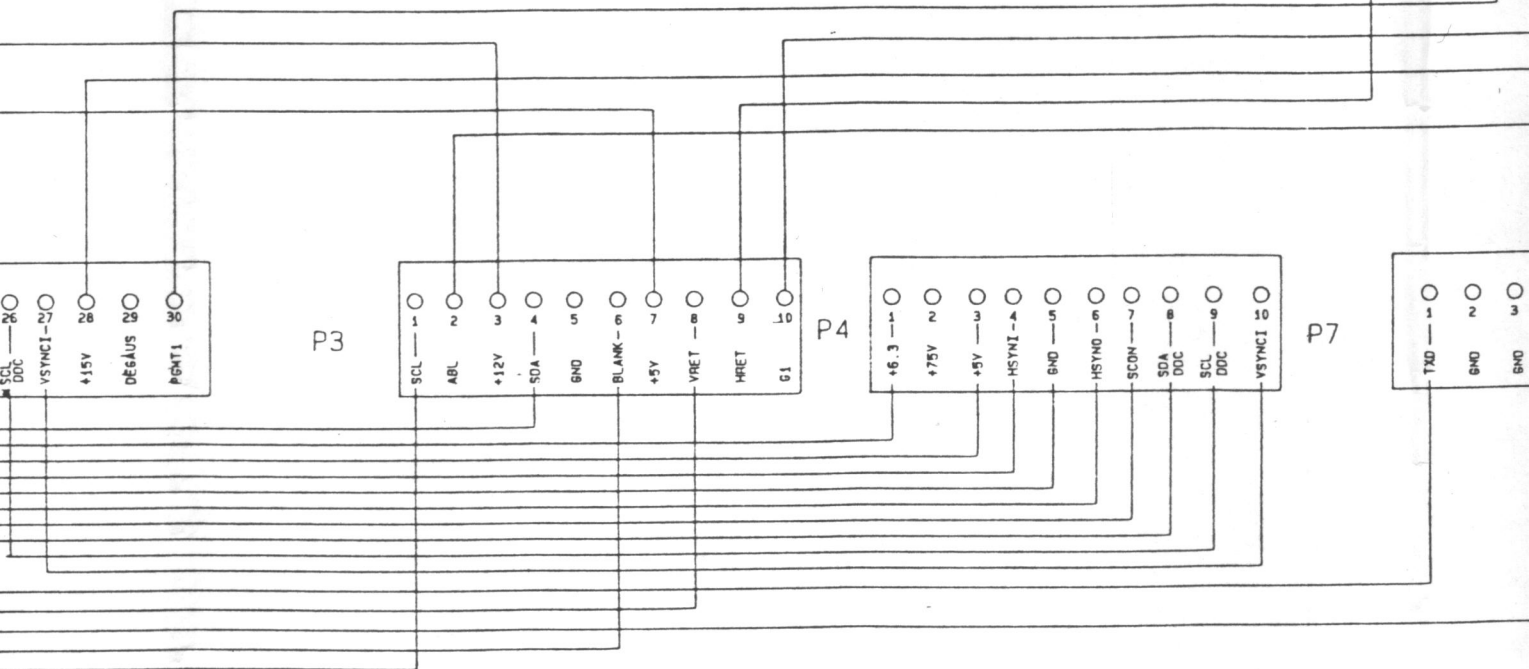 26 27 28 29 30
SCL DDC
VSYNCI
+15V
DEGAUS
PGMT1
P3
1 2 3 4 5 6 7 8 9 10
SCL
ABL
+12V
SDA
GND
BLANK
+5V
VRET
HRET
G1
P4
1 2 3 4 5 6 7 8 9 10
+6.3
+75V
+5V
HSYNI
GND
HSYNO
SCON
SDA DDC
SCL DDC
VSYNCI
P7
1 2 3
TXD
GND
GND